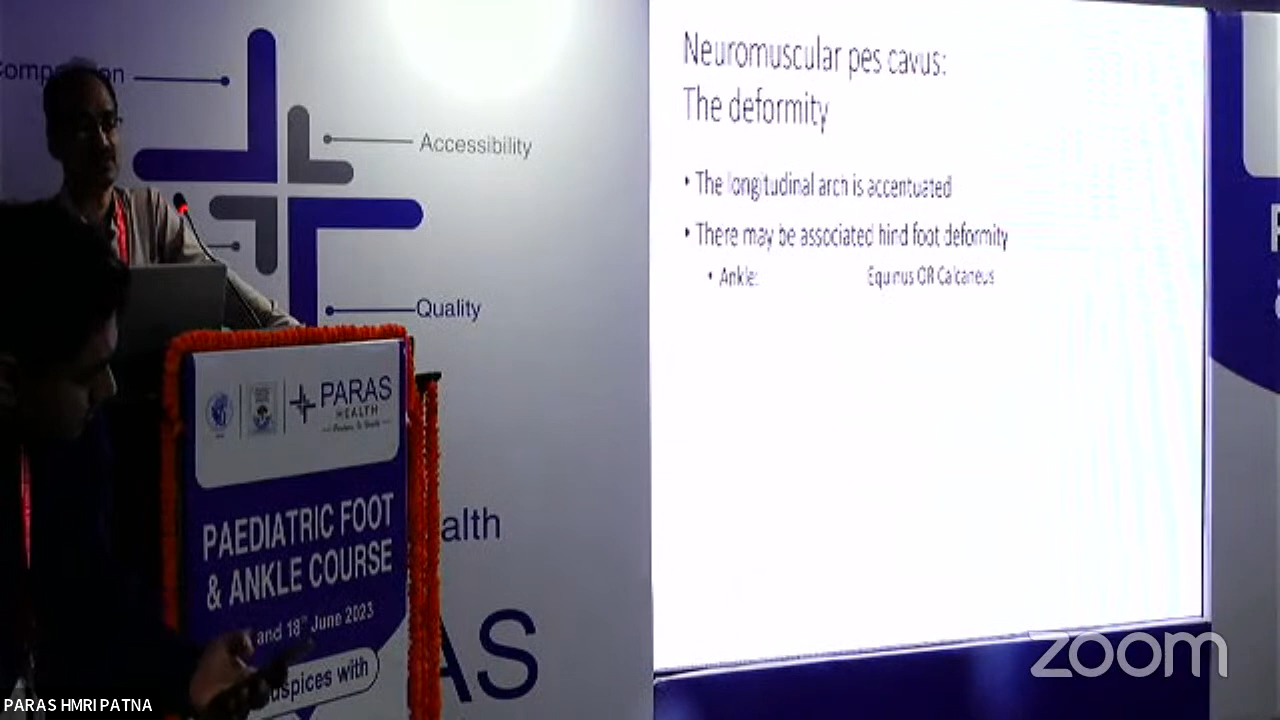 Accessibility
Quality
alth
AS
PARAS
HEALTH
PAEDIATRIC FOOT
& ANKLE COURSE
and 18th June 2023
uspices with
Neuromuscular pes cavus:
The deformity
• The longitudinal arch is accentuated
• There may be associated hind foot deformity
• Ankle: Equinus OR Calcaneus
zoom
PARAS HMRI PATNA